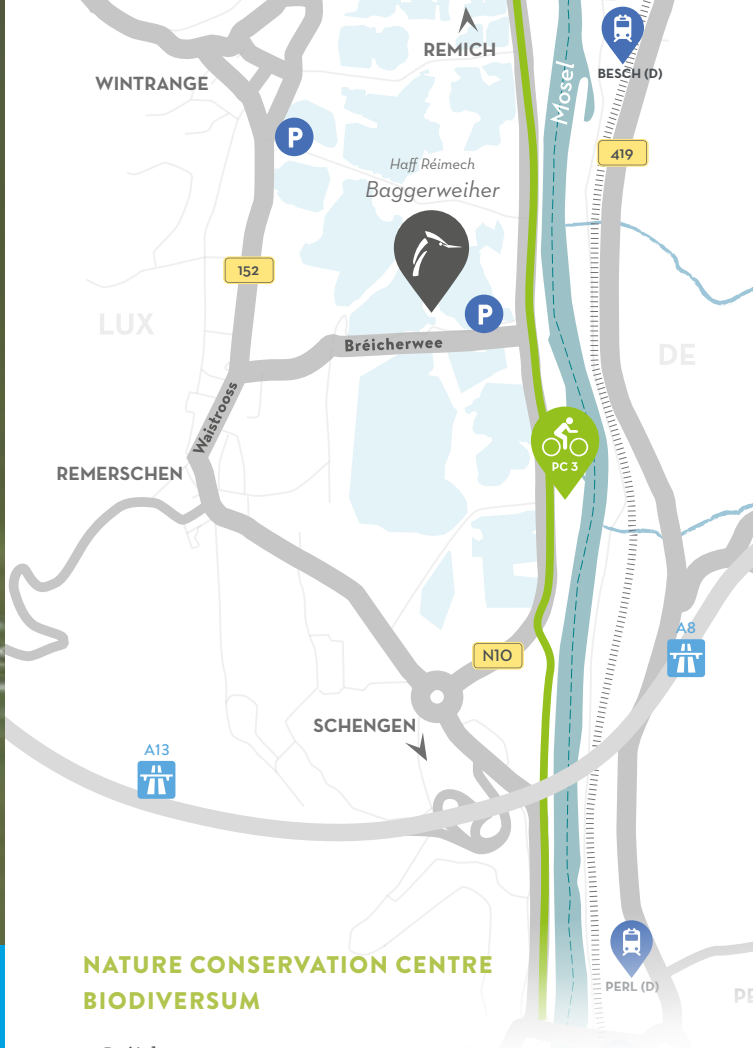 REMICH
BESCH (D)
WINTRANGE
Mosel
P
419
Haff Réimech
Baggerweiher
152
P
LUX
Bréicherwee
DE
Waistrooss
PC 3
REMERSCHEN
A8
N10
SCHENGEN
A13
NATURE CONSERVATION CENTRE
BIODIVERSUM
PERL (D)